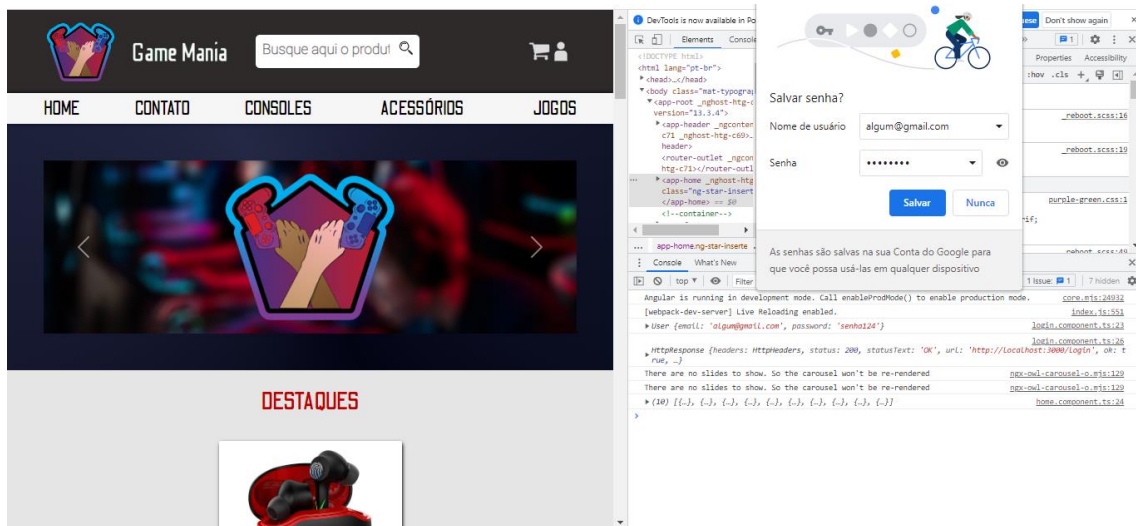 Game Mania
Busque aqui o produt
HOME CONTATO CONSOLES ACESSÓRIOS JOGOS
DESTAQUES
DevTools is now available in Po
Don't show again
Elements Console
Properties Accessibility
:hov .cls
<!DOCTYPE html>
<html lang="pt-br">
<head>…</head>
<body class="mat-typograp
<app-root _nghost-htg-c
version="13.3.4">
<app-header _ngconten
c71 _nghost-htg-c69>…
header>
<router-outlet _ngcon
htg-c71></router-outl
<app-home _nghost-htg
class="ng-star-insert
</app-home> == $0
<!--container-->
_reboot.scss:16
_reboot.scss:19
purple-green.css:1
rif;
_reboot.scss:49
... app-home.ng-star-inserte
Salvar senha?
Nome de usuário algum@gmail.com
Senha ••••••••
Salvar Nunca
As senhas são salvas na sua Conta do Google para
que você possa usá-las em qualquer dispositivo
Console What's New
top Filter 1 Issue: 1 7 hidden
Angular is running in development mode. Call enableProdMode() to enable production mode. core.mjs:24932
[webpack-dev-server] Live Reloading enabled. index.js:551
User {email: 'algum@gmail.com', password: 'senha124'} login.component.ts:23
login.component.ts:26
HttpResponse {headers: HttpHeaders, status: 200, statusText: 'OK', url: 'http://localhost:3000/login', ok: t
rue, …}
There are no slides to show. So the carousel won't be re-rendered ngx-owl-carousel-o.mjs:129
There are no slides to show. So the carousel won't be re-rendered ngx-owl-carousel-o.mjs:129
(10) [{…}, {…}, {…}, {…}, {…}, {…}, {…}, {…}, {…}, {…}] home.component.ts:24